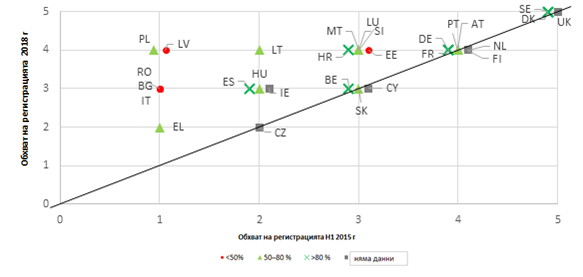 5
4
3
2
1
0
Обхват на регистрацията 2018 г
SE
DK
UK
PL
LV
LT
MT
LU
SI
HR
EE
DE
FR
PT
AT
NL
FI
RO
BG
IT
ES
HU
IE
BE
CY
SK
EL
CZ
0 1 2 3 4 5
Обхват на регистрацията H1 2015 г
<50% 50–80 % >80 % няма данни